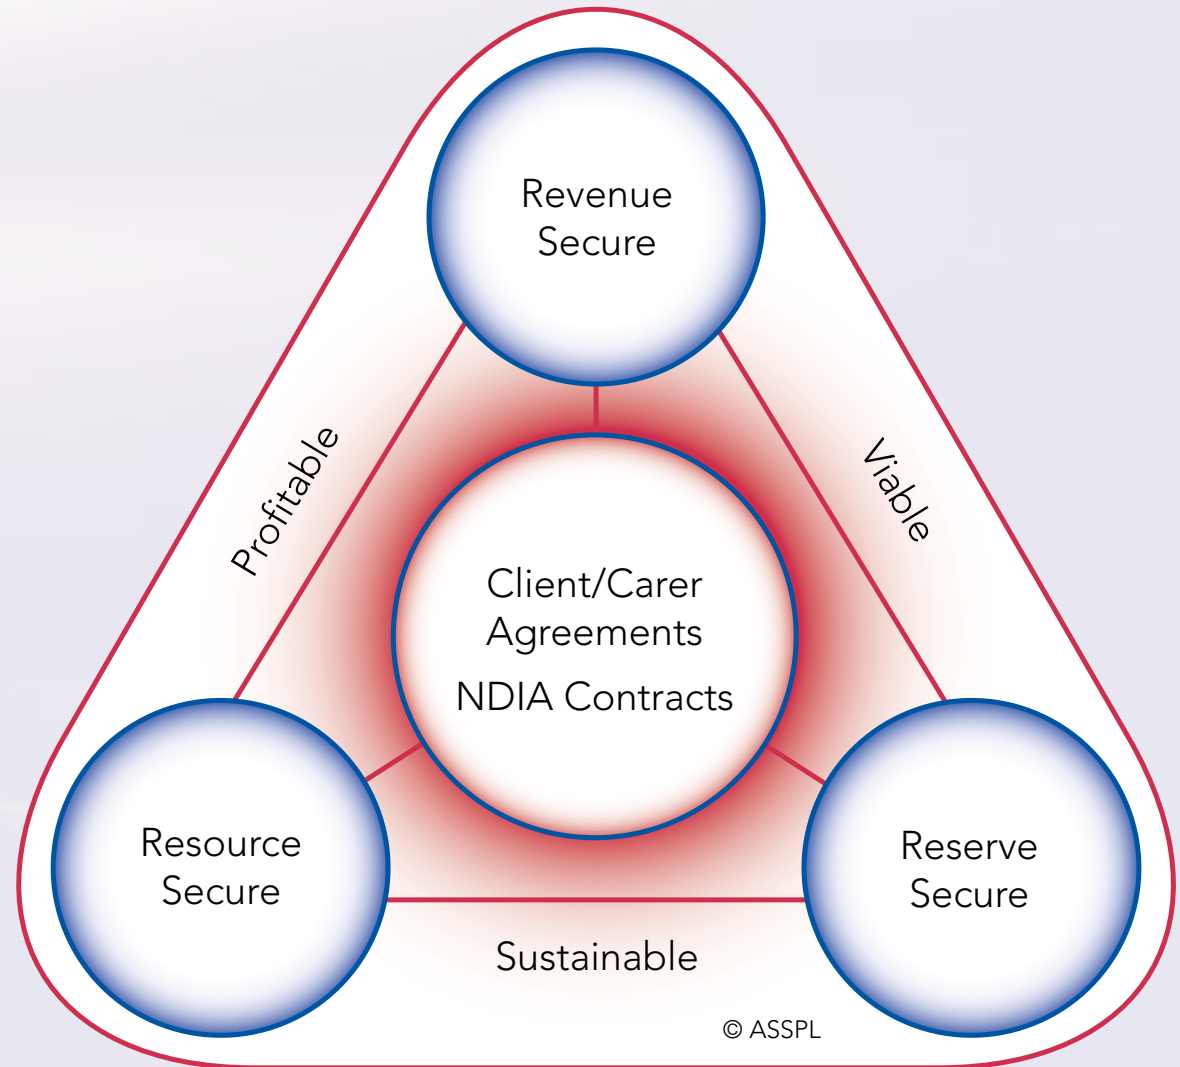 Revenue
Secure
Profitable
Viable
Client/Carer
Agreements
NDIA Contracts
Resource
Secure
Reserve
Secure
Sustainable
© ASSPL